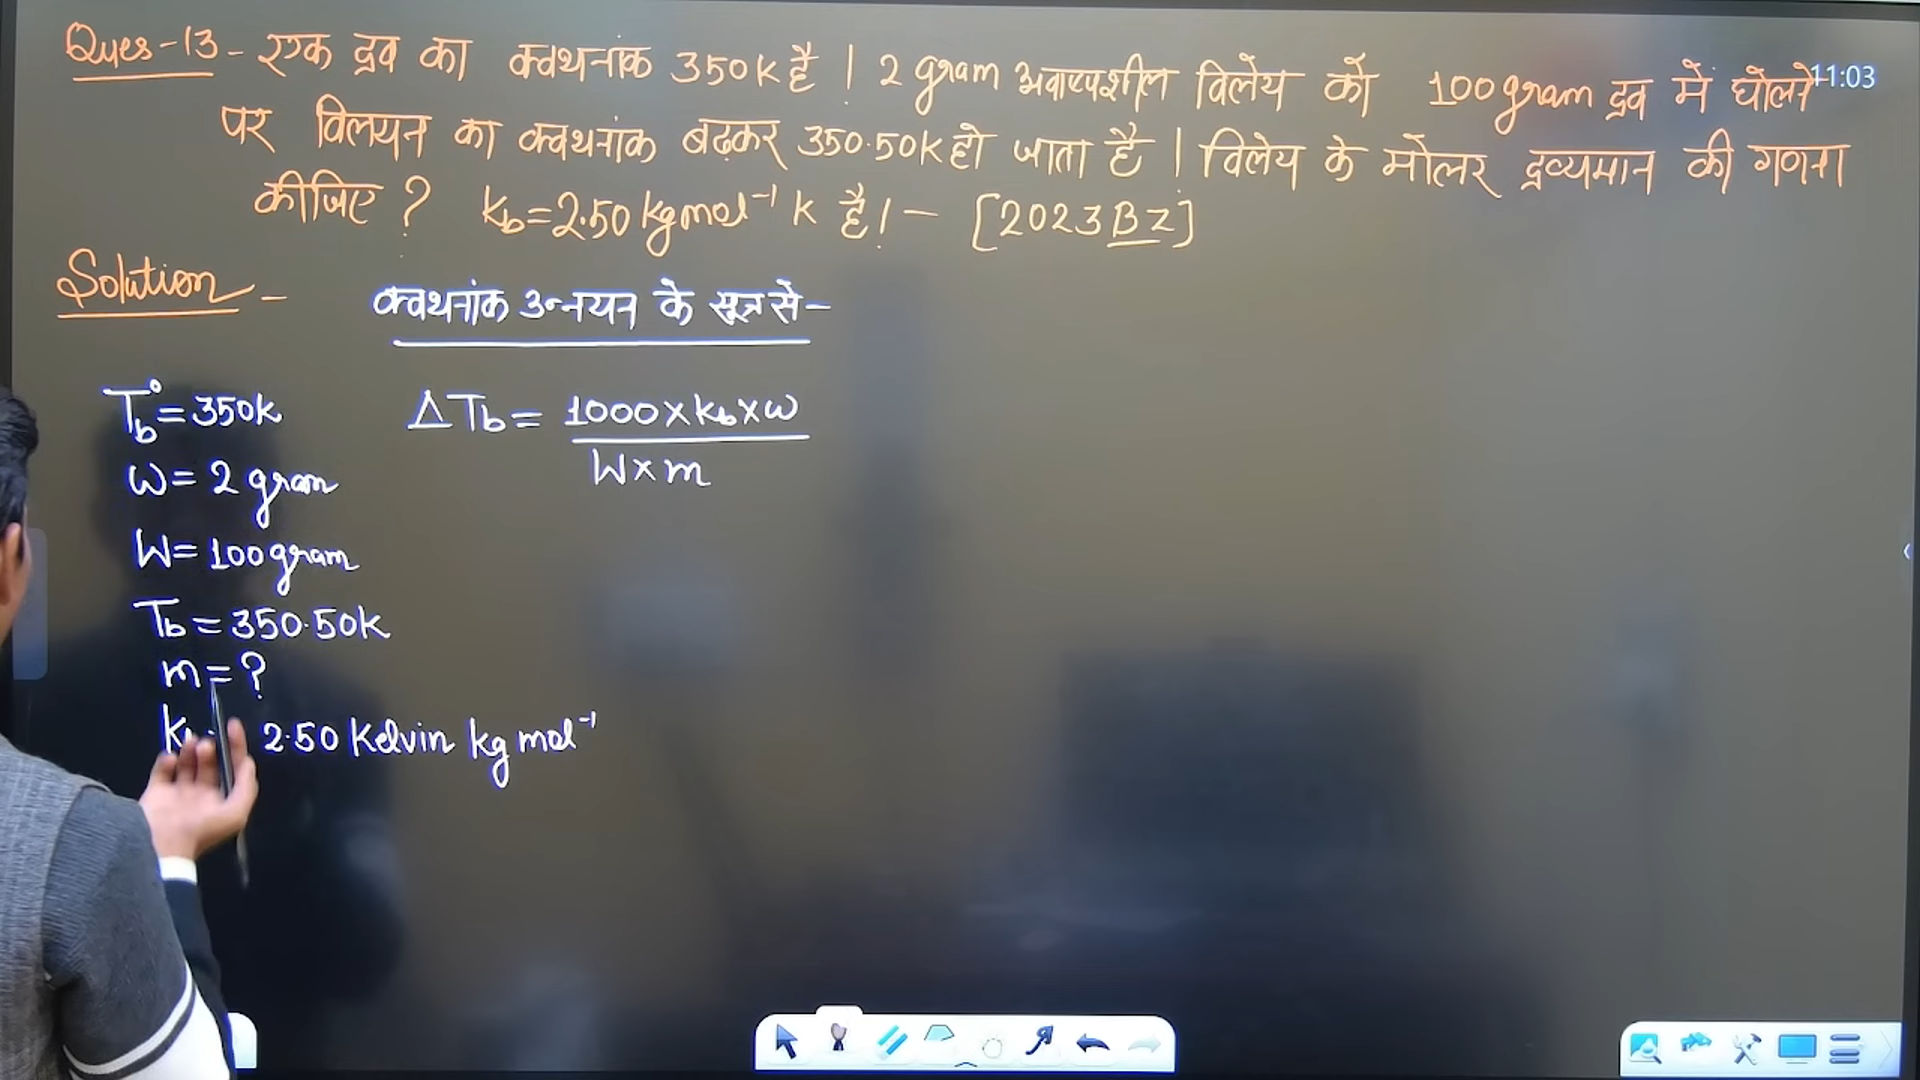 Ques-13- एक द्रव का क्वथनांक 350K है । 2 gram अवाष्पशील विलेय को 100 gram द्रव में घोलने
11:03
पर विलयन का क्वथनांक बढ़कर 350.50K हो जाता है । विलेय के मोलर द्रव्यमान की गणना
कीजिए ? Kb=2.50 kg mol⁻¹ K है।- [2023 BZ]
Solution -
क्वथनांक उन्नयन के सूत्र से-
Tb° = 350K
ΔTb = 1000×Kb×w
W×m
w = 2 gram
W = 100 gram
Tb = 350.50K
m = ?
2.50 Kelvin kg mol⁻¹